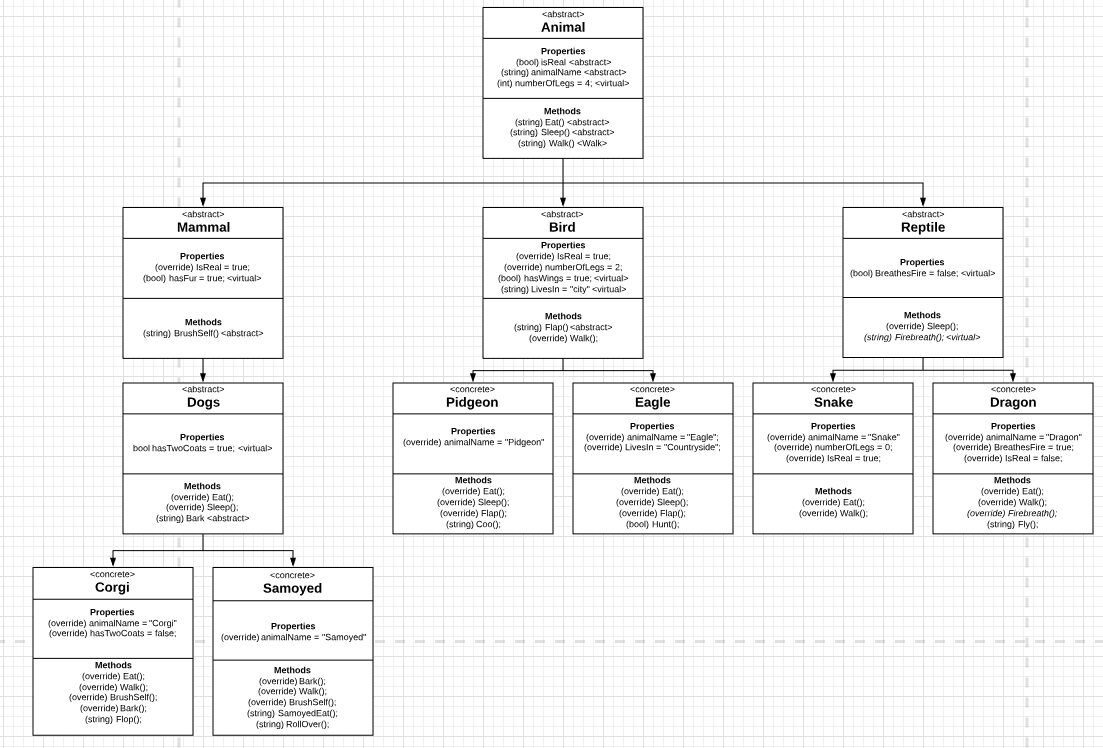 <abstract>
Animal
Properties
(bool) isReal <abstract>
(string) animalName <abstract>
(int) numberOfLegs = 4; <virtual>
Methods
(string) Eat() <abstract>
(string) Sleep() <abstract>
(string) Walk() <Walk>
<abstract>
Mammal
Properties
(override) IsReal = true;
(bool) hasFur = true; <virtual>
Methods
(string) BrushSelf() <abstract>
<abstract>
Bird
Properties
(override) IsReal = true;
(override) numberOfLegs = 2;
(bool) hasWings = true; <virtual>
(string) LivesIn = "city" <virtual>
Methods
(string) Flap() <abstract>
(override) Walk();
<abstract>
Reptile
Properties
(bool) BreathesFire = false; <virtual>
Methods
(override) Sleep();
(string) Firebreath(); <virtual>
<abstract>
Dogs
Properties
bool hasTwoCoats = true; <virtual>
Methods
(override) Eat();
(override) Sleep();
(string) Bark <abstract>
<concrete>
Pidgeon
Properties
(override) animalName = "Pidgeon"
Methods
(override) Eat();
(override) Sleep();
(override) Flap();
(string) Coo();
<concrete>
Eagle
Properties
(override) animalName = "Eagle";
(override) LivesIn = "Countryside";
Methods
(override) Eat();
(override) Sleep();
(override) Flap();
(bool) Hunt();
<concrete>
Snake
Properties
(override) animalName = "Snake"
(override) numberOfLegs = 0;
(override) IsReal = true;
Methods
(override) Eat();
(override) Walk();
<concrete>
Dragon
Properties
(override) animalName = "Dragon"
(override) BreathesFire = true;
(override) IsReal = false;
Methods
(override) Eat();
(override) Walk();
(override) Firebreath();
(string) Fly();
<concrete>
Corgi
Properties
(override) animalName = "Corgi"
(override) hasTwoCoats = false;
Methods
(override) Eat();
(override) Walk();
(override) BrushSelf();
(override) Bark();
(string) Flop();
<concrete>
Samoyed
Properties
(override) animalName = "Samoyed"
Methods
(override) Bark();
(override) Walk();
(override) BrushSelf();
(string) SamoyedEat();
(string) RollOver();